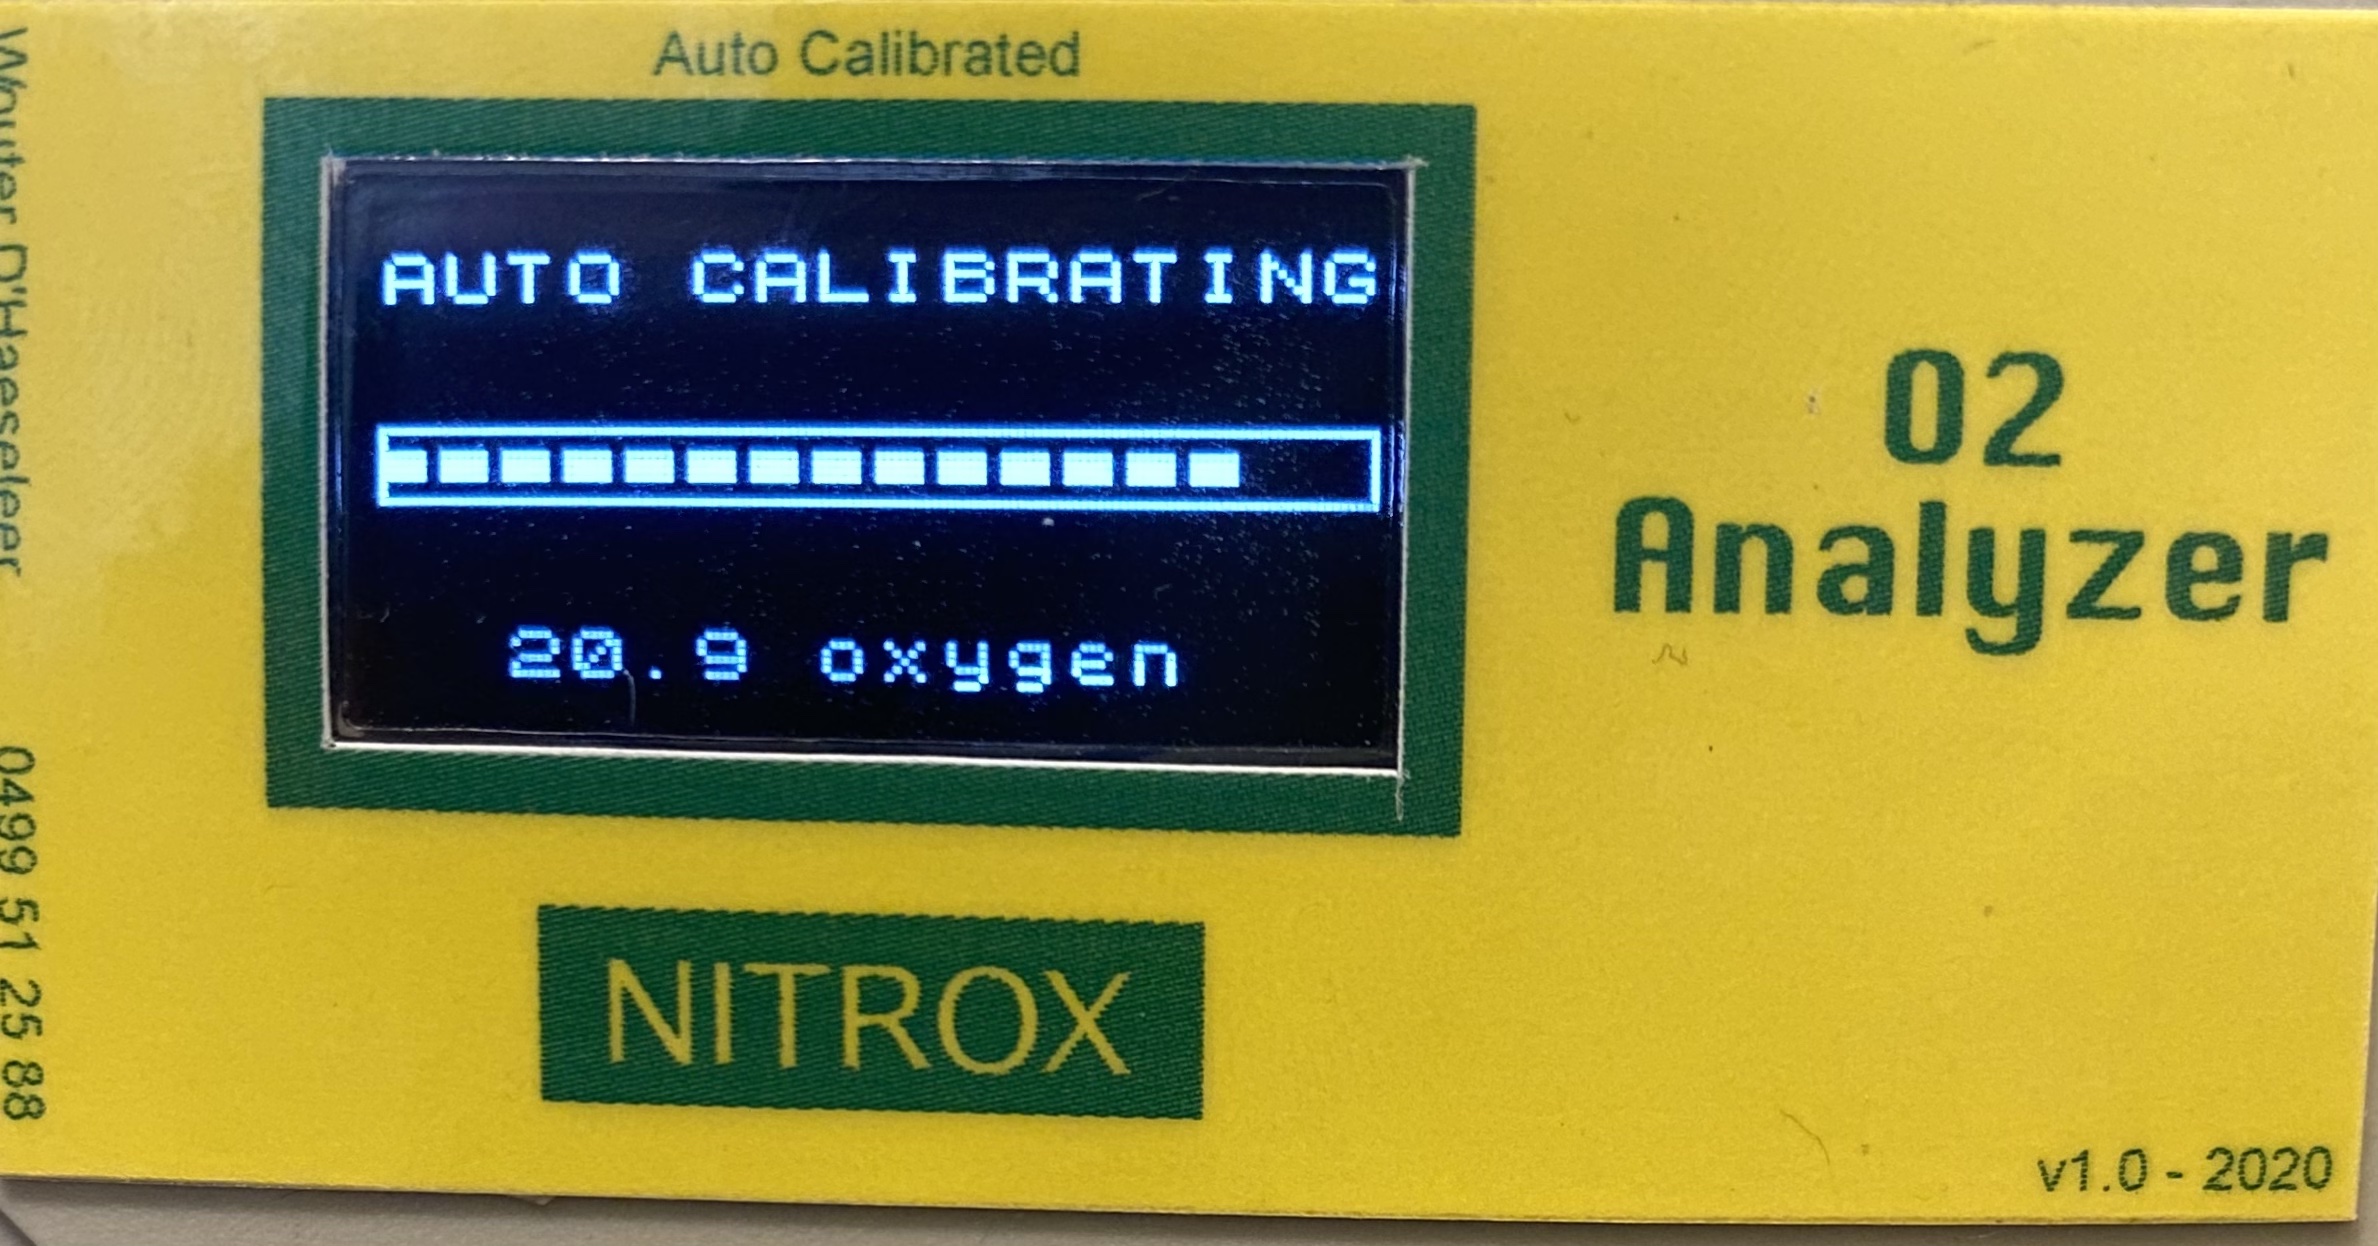 Auto Calibrated
AUTO CALIBRATING
20.9 oxygen
O2
Analyzer
NITROX
v1.0 - 2020
Wouter D'Haeseleer
0499 51 25 88